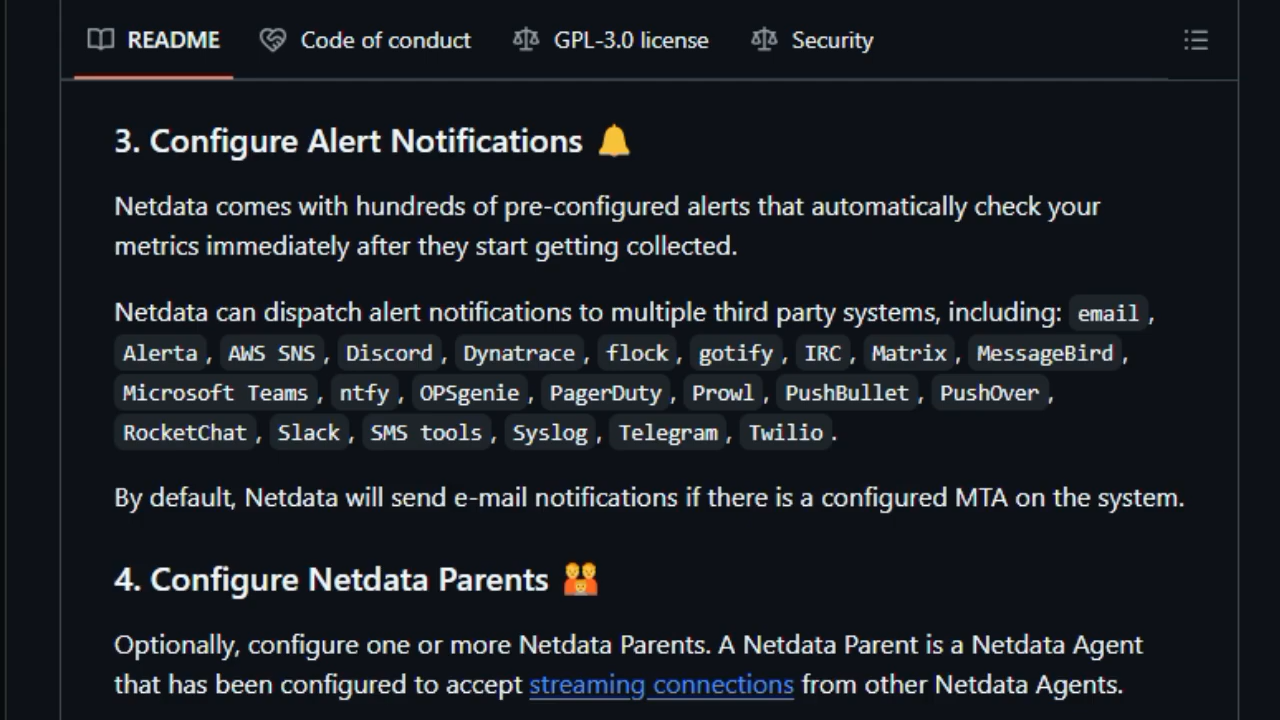 README Code of conduct GPL-3.0 license Security
3. Configure Alert Notifications 🔔
Netdata comes with hundreds of pre-configured alerts that automatically check your
metrics immediately after they start getting collected.
Netdata can dispatch alert notifications to multiple third party systems, including: email ,
Alerta , AWS SNS , Discord , Dynatrace , flock , gotify , IRC , Matrix , MessageBird ,
Microsoft Teams , ntfy , OPSgenie , PagerDuty , Prowl , PushBullet , PushOver ,
RocketChat , Slack , SMS tools , Syslog , Telegram , Twilio .
By default, Netdata will send e-mail notifications if there is a configured MTA on the system.
4. Configure Netdata Parents 👪
Optionally, configure one or more Netdata Parents. A Netdata Parent is a Netdata Agent
that has been configured to accept streaming connections from other Netdata Agents.